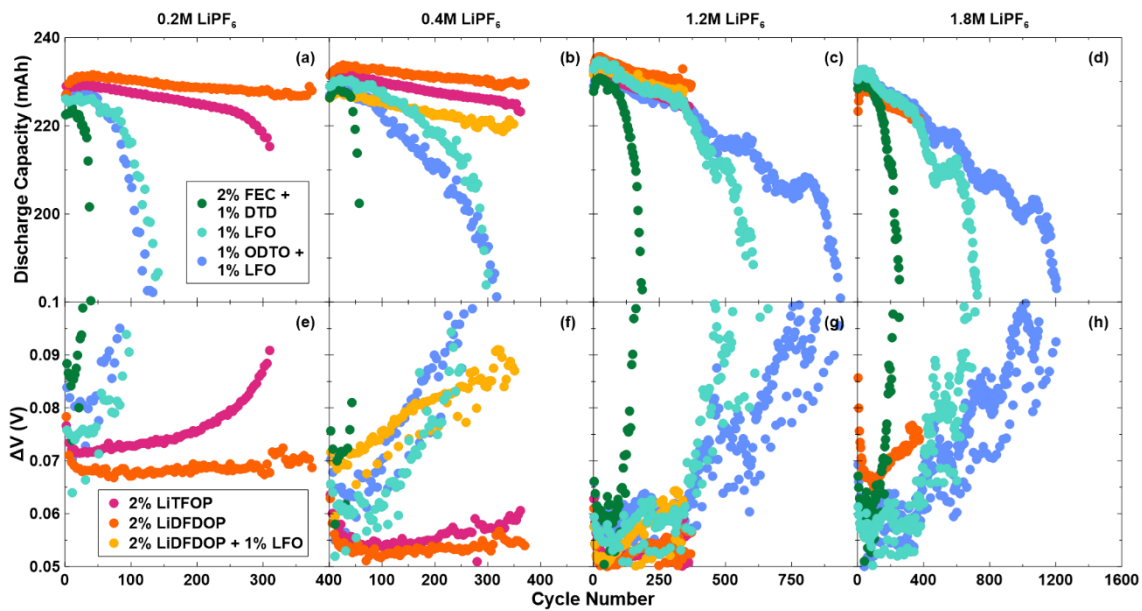 0.2M LiPF₆ 0.4M LiPF₆ 1.2M LiPF₆ 1.8M LiPF₆
Discharge Capacity (mAh)
240
220
200
(a) (b) (c) (d)
2% FEC +
1% DTD
1% LFO
1% ODTO +
1% LFO
ΔV (V)
0.1
0.09
0.08
0.07
0.06
0.05
(e) (f) (g) (h)
2% LiTFOP
2% LiDFDOP
2% LiDFDOP + 1% LFO
0 100 200 300 400 0 100 200 300 400 0 250 500 750 0 400 800 1200 1600
Cycle Number